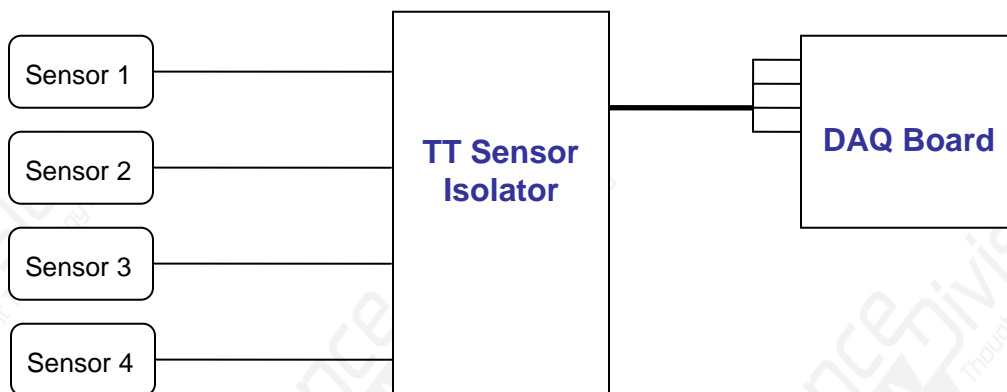 Sensor 1
Sensor 2
Sensor 3
Sensor 4
TT Sensor
Isolator
DAQ Board